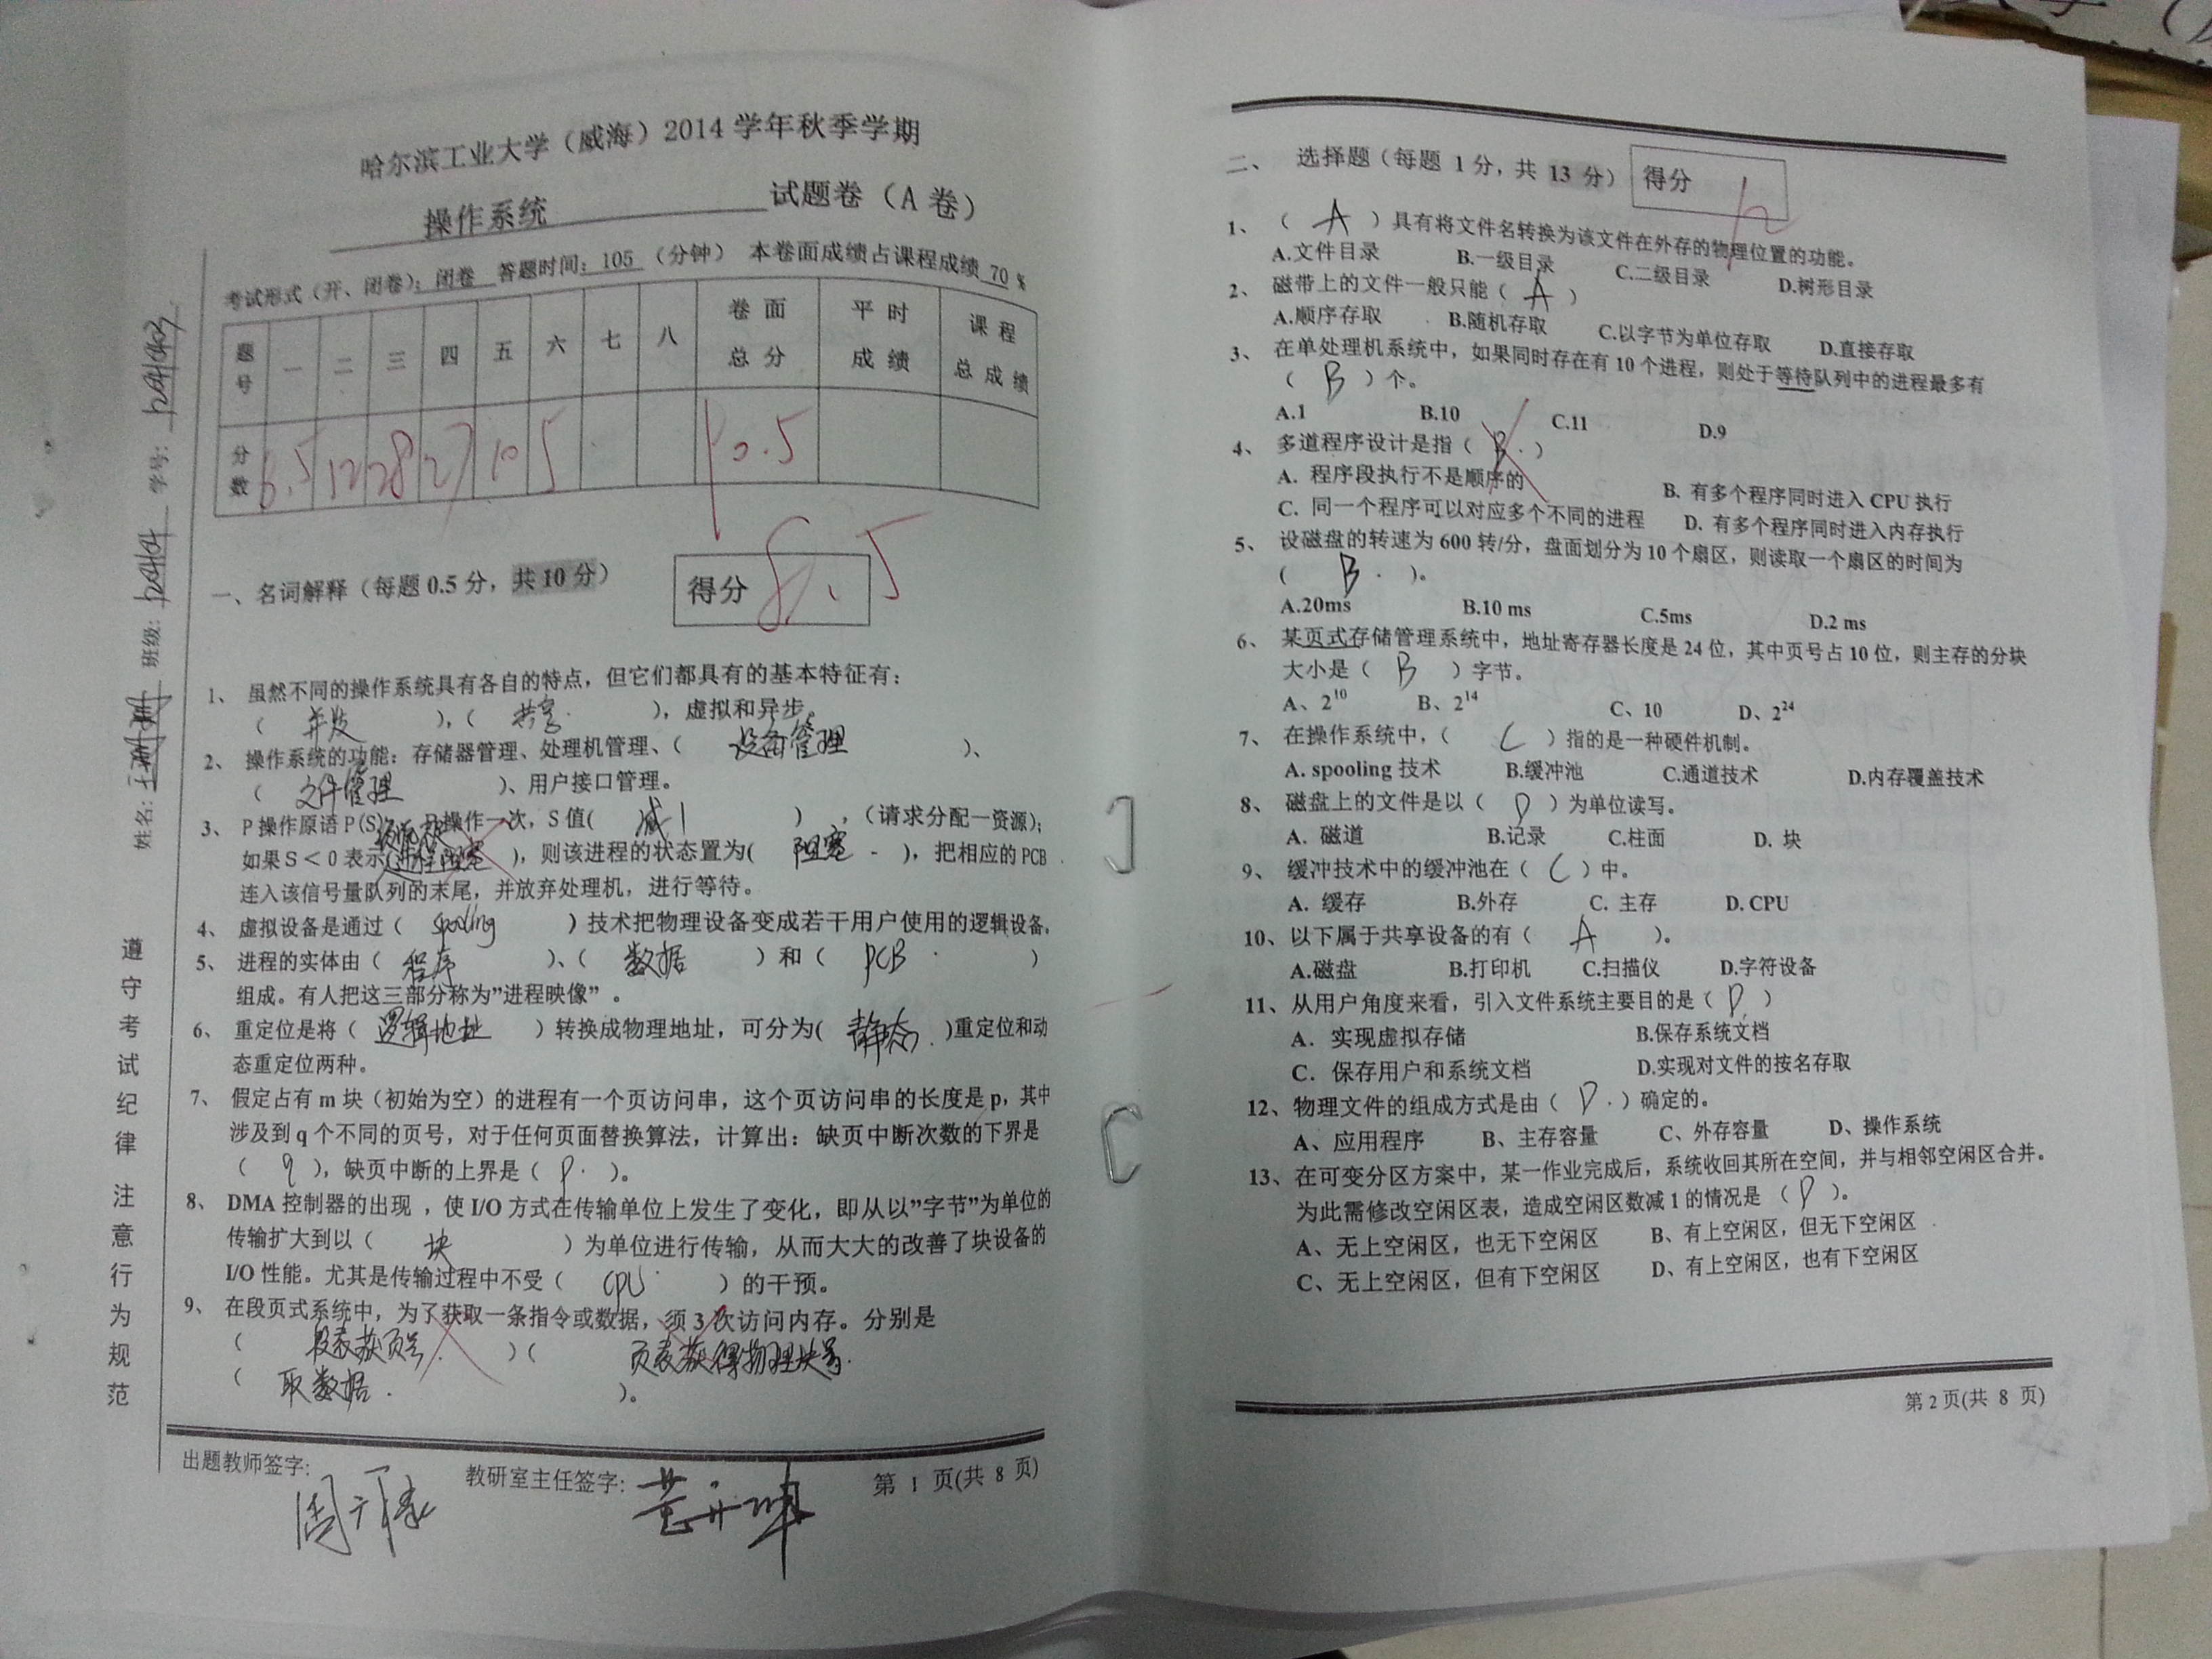 哈尔滨工业大学（威海）2014 学年秋季学期
操作系统 试题卷（A 卷）
考试形式（开、闭卷）：闭卷 答题时间：105 （分钟） 本卷面成绩占课程成绩 70 %
题号 一 二 三 四 五 六 七 八 卷面总分 平时成绩 课程总成绩
分数 12 28 27 10 5
一、名词解释（每题 0.5 分，共 10 分） 得分 8.5
1、 虽然不同的操作系统具有各自的特点，但它们都具有的基本特征有：
（ 并发 ），（ 共享 ），虚拟和异步。
2、 操作系统的功能：存储器管理、处理机管理、（ 设备管理 ）、
（ 文件管理 ）、用户接口管理。
3、 P 操作原语 P(S)， P操作一次，S 值( 减1 )，（请求分配一资源）；
如果 S＜0 表示( )，则该进程的状态置为( 阻塞 )，把相应的 PCB
连入该信号量队列的末尾，并放弃处理机，进行等待。
4、 虚拟设备是通过（ spooling ）技术把物理设备变成若干用户使用的逻辑设备。
5、 进程的实体由（ 程序 ）、（ 数据 ）和（ PCB ）
组成。有人把这三部分称为”进程映像”。
6、 重定位是将（ 逻辑地址 ）转换成物理地址，可分为( 静态 )重定位和动
态重定位两种。
7、 假定占有 m 块（初始为空）的进程有一个页访问串，这个页访问串的长度是 p，其中
涉及到 q 个不同的页号，对于任何页面替换算法，计算出：缺页中断次数的下界是
（ q ），缺页中断的上界是（ p ）。
8、 DMA 控制器的出现 ，使 I/O 方式在传输单位上发生了变化，即从以”字节”为单位的
传输扩大到以（ 块 ）为单位进行传输，从而大大的改善了块设备的
I/O 性能。尤其是传输过程中不受（ CPU ）的干预。
9、 在段页式系统中，为了获取一条指令或数据，须 3 次访问内存。分别是
（ 段表获页号 ）（ 页表获得物理块号 
（ 取数据 ）。
出题教师签字： 教研室主任签字： 第 1 页(共 8 页)
姓名： 班级： 学号：
遵守考试纪律 注意行为规范
二、 选择题（每题 1 分，共 13 分） 得分 12
1、 （ A ）具有将文件名转换为该文件在外存的物理位置的功能。
A.文件目录 B.一级目录 C.二级目录 D.树形目录
2、 磁带上的文件一般只能（ A ）
A.顺序存取 B.随机存取 C.以字节为单位存取 D.直接存取
3、 在单处理机系统中，如果同时存在有 10 个进程，则处于等待队列中的进程最多有
（ B ）个。
A.1 B.10 C.11 D.9
4、 多道程序设计是指（ B ）
A. 程序段执行不是顺序的 B. 有多个程序同时进入 CPU 执行
C. 同一个程序可以对应多个不同的进程 D. 有多个程序同时进入内存执行
5、 设磁盘的转速为 600 转/分，盘面划分为 10 个扇区，则读取一个扇区的时间为
（ B ）。
A.20ms B.10 ms C.5ms D.2 ms
6、 某页式存储管理系统中，地址寄存器长度是 24 位，其中页号占 10 位，则主存的分块
大小是（ B ）字节。
A、2¹⁰ B、2¹⁴ C、10 D、2²⁴
7、 在操作系统中，（ C ）指的是一种硬件机制。
A. spooling 技术 B.缓冲池 C.通道技术 D.内存覆盖技术
8、 磁盘上的文件是以（ D ）为单位读写。
A. 磁道 B.记录 C.柱面 D. 块
9、 缓冲技术中的缓冲池在（ C ）中。
A. 缓存 B.外存 C. 主存 D. CPU
10、以下属于共享设备的有（ A ）。
A.磁盘 B.打印机 C.扫描仪 D.字符设备
11、从用户角度来看，引入文件系统主要目的是（ D ）
A. 实现虚拟存储 B.保存系统文档
C. 保存用户和系统文档 D.实现对文件的按名存取
12、物理文件的组成方式是由（ D ）确定的。
A、应用程序 B、主存容量 C、外存容量 D、操作系统
13、在可变分区方案中，某一作业完成后，系统收回其所在空间，并与相邻空闲区合并。
为此需修改空闲区表，造成空闲区数减 1 的情况是（ D ）。
A、无上空闲区，也无下空闲区 B、有上空闲区，但无下空闲区
C、无上空闲区，但有下空闲区 D、有上空闲区，也有下空闲区
第 2 页(共 8 页)